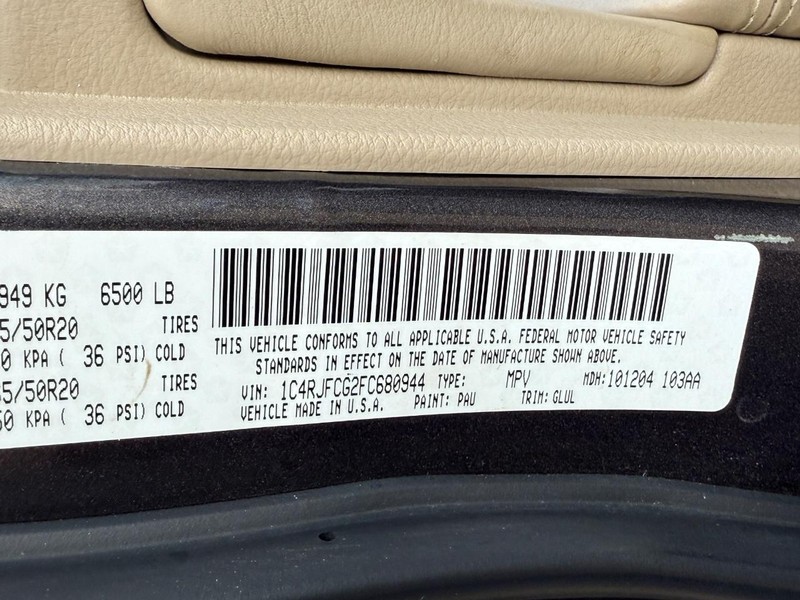 949 KG 6500 LB
5/50R20 TIRES
0 KPA ( 36 PSI) COLD
5/50R20 TIRES
50 KPA ( 36 PSI) COLD
THIS VEHICLE CONFORMS TO ALL APPLICABLE U.S.A. FEDERAL MOTOR VEHICLE SAFETY
STANDARDS IN EFFECT ON THE DATE OF MANUFACTURE SHOWN ABOVE.
VIN: 1C4RJFCG2FC680944 TYPE: MPV MDH:101204 103AA
VEHICLE MADE IN U.S.A. PAINT: PAU TRIM: GLUL